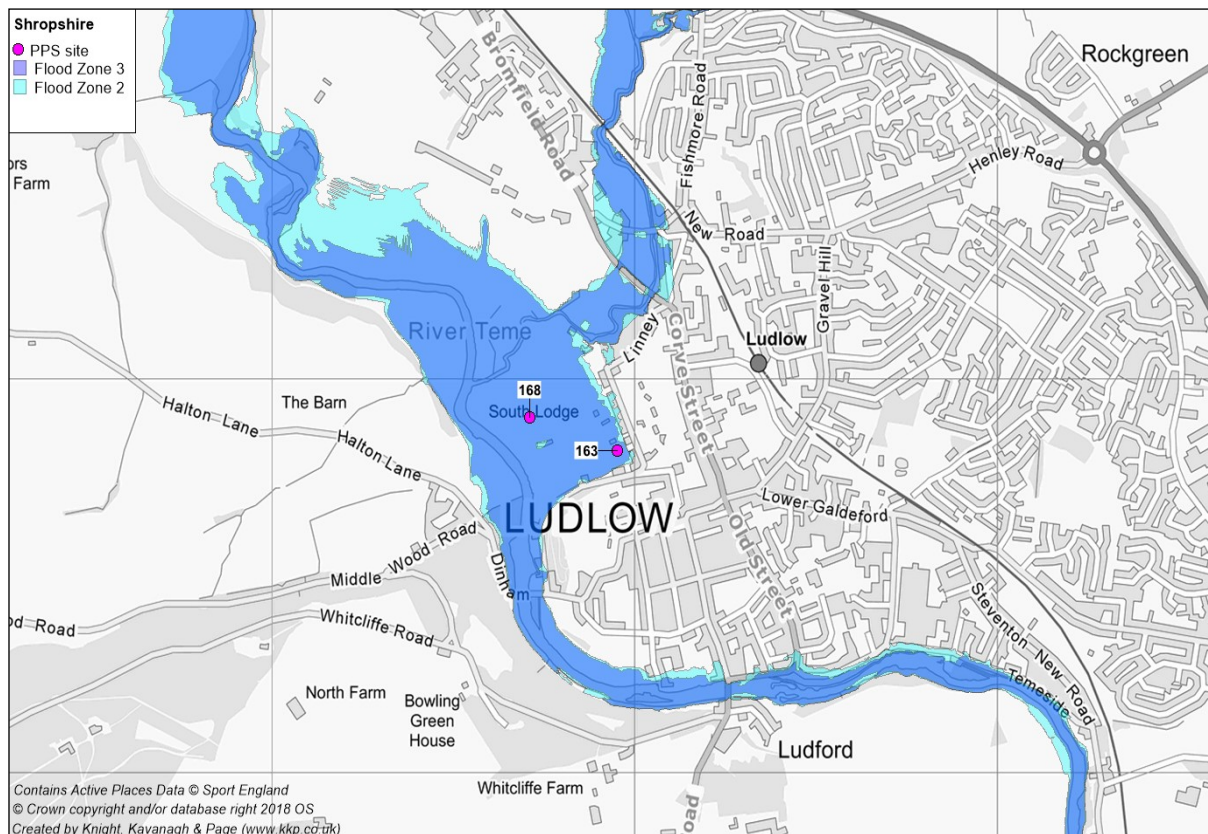 Shropshire
PPS site
Flood Zone 3
Flood Zone 2
Rockgreen
Bromfield Road
Fishmore Road
Henley Road
ors
Farm
New Road
Gravel Hill
River Teme
Linney
Corve Street
Ludlow
168
South Lodge
The Barn
Halton Lane
Halton Lane
163
LUDLOW
Lower Galdeford
Old Street
Middle Wood Road
Dinham
od Road
Whitcliffe Road
Steventon New Road
Temeside
North Farm
Bowling
Green
House
Ludford
Whitcliffe Farm
oad
Contains Active Places Data © Sport England
© Crown copyright and/or database right 2018 OS
Created by Knight, Kavanagh & Page (www.kkp.co.uk)